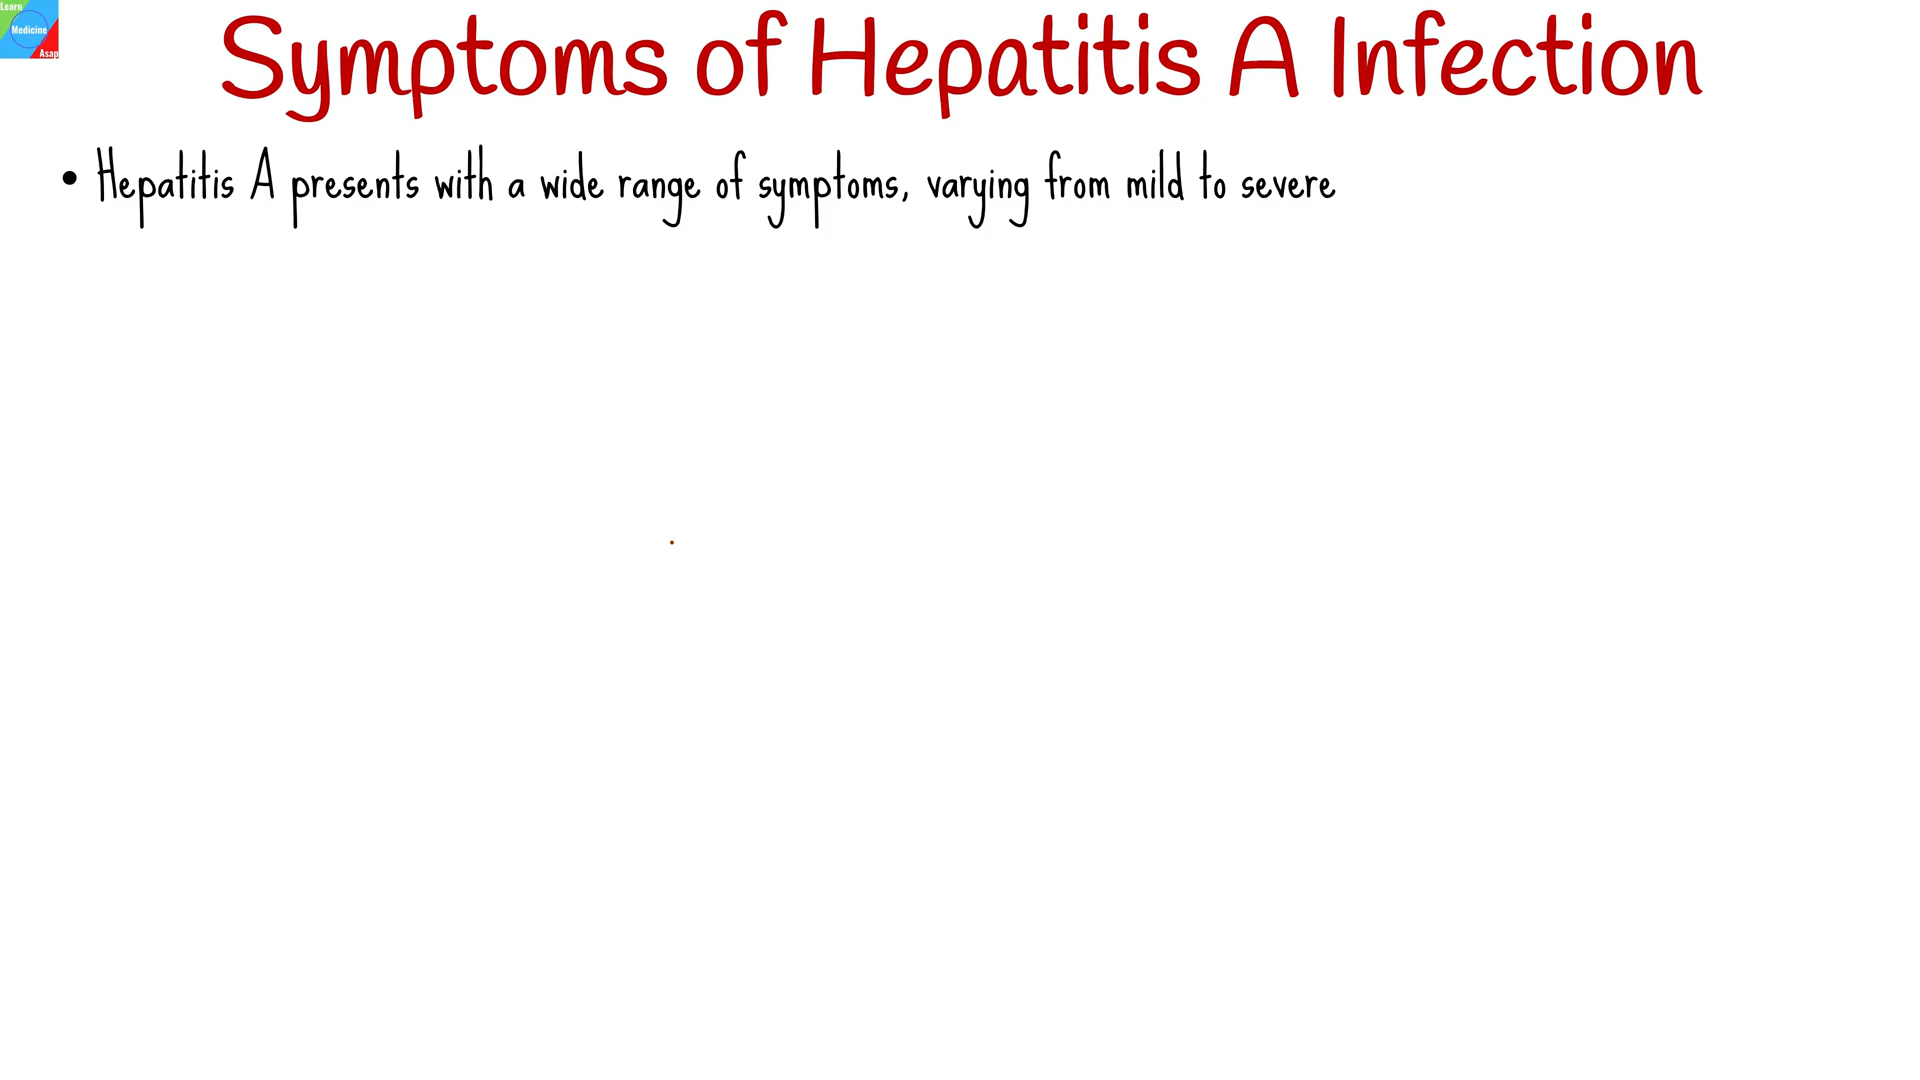 Learn
Medicine
Asap
Symptoms of Hepatitis A Infection
• Hepatitis A presents with a wide range of symptoms, varying from mild to severe